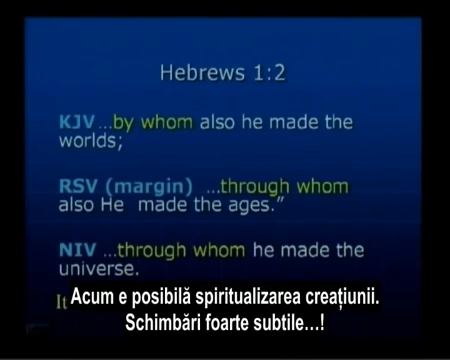 Hebrews 1:2
KJV ...by whom also he made the
worlds;
RSV (margin) ...through whom
also He made the ages.”
NIV ...through whom he made the
universe.
It
Acum e posibilă spiritualizarea creațiunii.
Schimbări foarte subtile...!